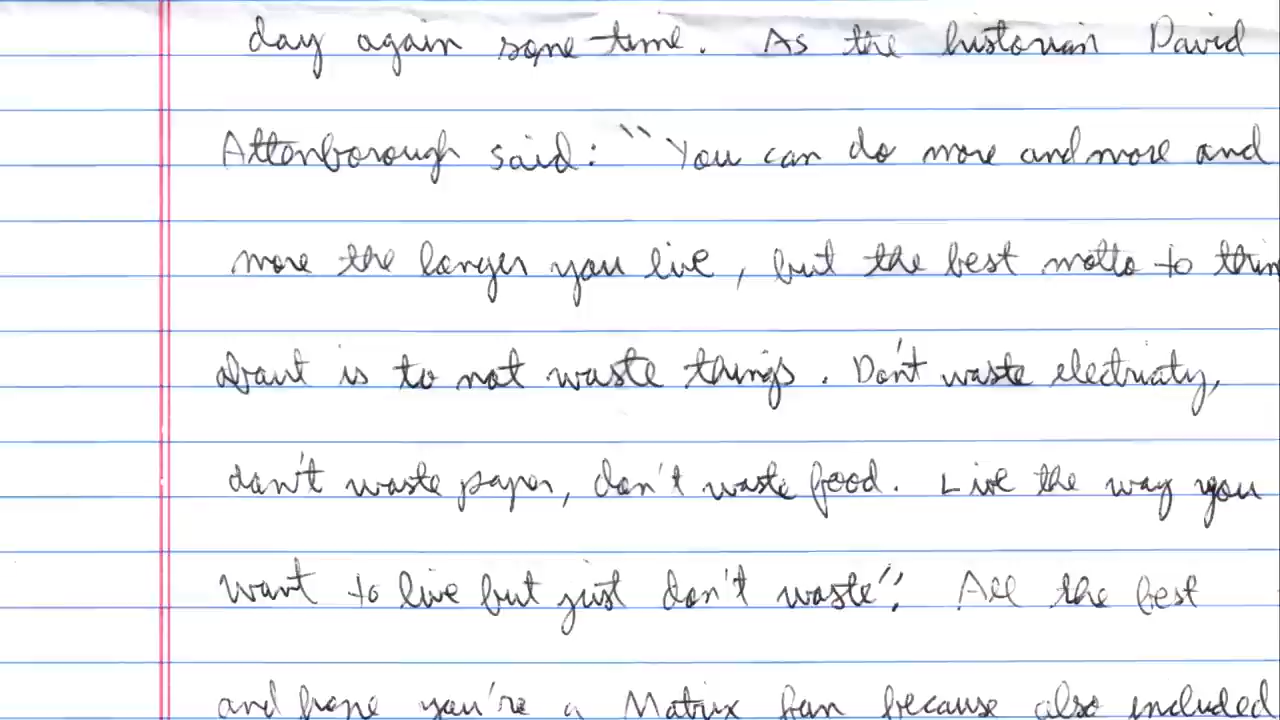 day again some time. As the historian David
Attenborough said: "You can do more and more and
more the longer you live, but the best motto to thin
about is to not waste things. Don't waste electricity,
don't waste paper, don't waste food. Live the way you
want to live but just don't waste". All the best
and hope you're a Matrix fan because also included